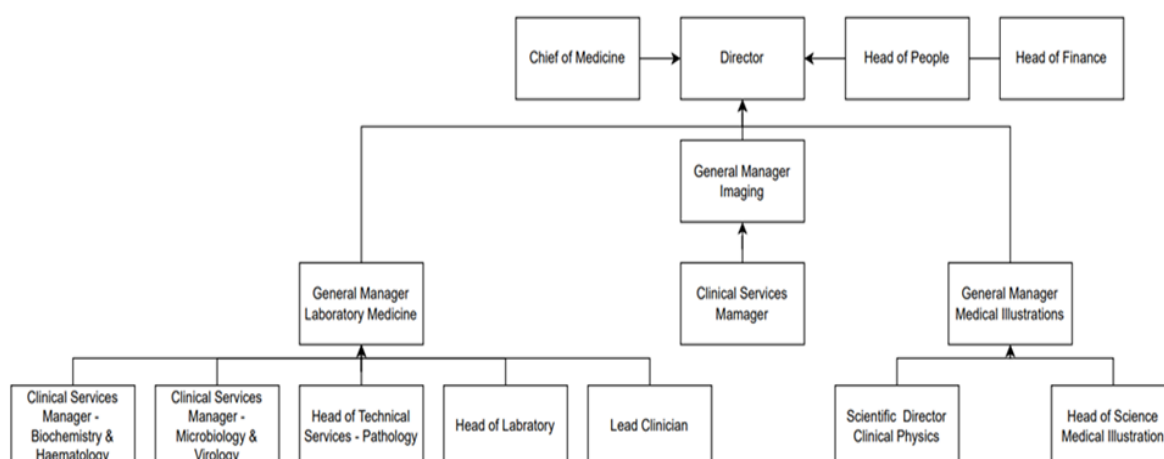 Chief of Medicine
Director
Head of People
Head of Finance
General Manager
Imaging
General Manager
Laboratory Medicine
Clinical Services
Mamager
General Manager
Medical Illustrations
Clinical Services
Manager -
Biochemistry &
Haematology
Clinical Services
Manager -
Microbiology &
Virology
Head of Technical
Services - Pathology
Head of Labratory
Lead Clinician
Scientific Director
Clinical Physics
Head of Science
Medical Illustration